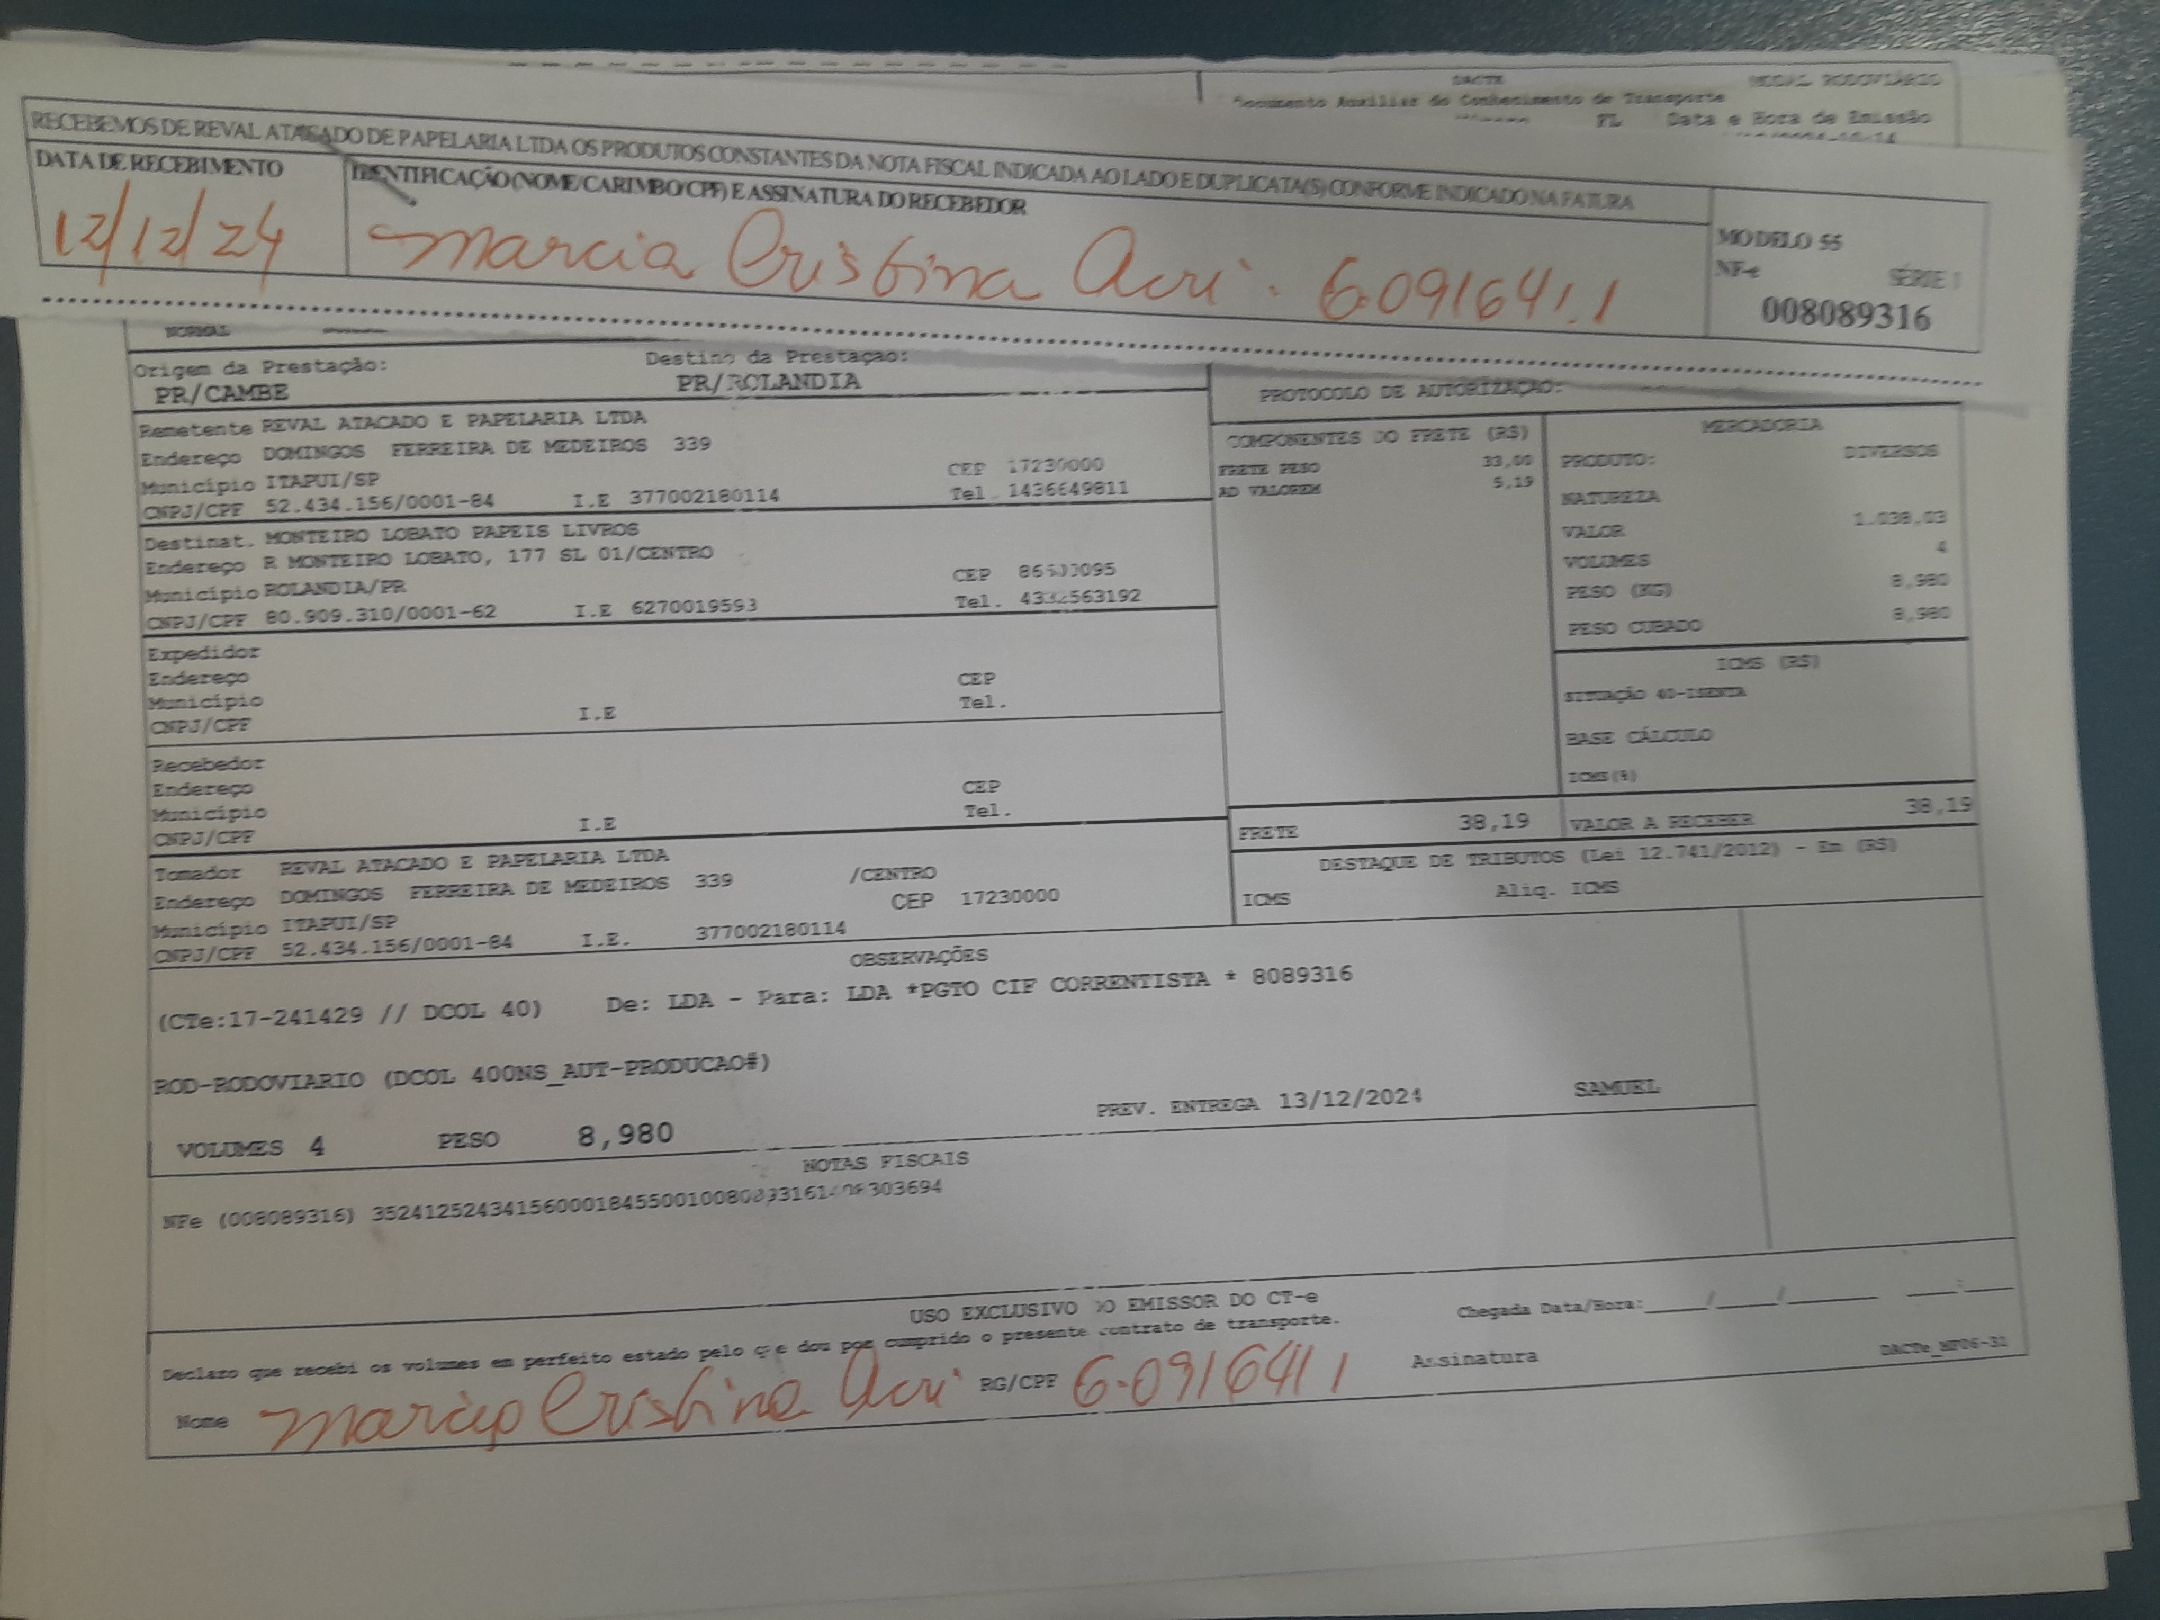 DACTE
MODAL RODOVIÁRIO
Documento Auxiliar do Conhecimento de Transporte
FL Data e Hora de Emissão
RECEBEMOS DE REVAL ATACADO DE PAPELARIA LTDA OS PRODUTOS CONSTANTES DA NOTA FISCAL INDICADA AO LADO E DUPLICATA(S) CONFORME INDICADO NA FATURA
DATA DE RECEBIMENTO
IDENTIFICAÇÃO (NOME/CARIMBO/CPF) E ASSINATURA DO RECEBEDOR
12/12/24
Marcia Cristina Acri. 6.091641.1
MODELO 55
NF-e SÉRIE 1
008089316
NORMAL
Origem da Prestação: Destino da Prestação:
PR/CAMBE PR/ROLANDIA
PROTOCOLO DE AUTORIZAÇÃO:
Remetente REVAL ATACADO E PAPELARIA LTDA
Endereço DOMINGOS FERREIRA DE MEDEIROS 339
Município ITAPUI/SP CEP 17230000
CNPJ/CPF 52.434.156/0001-84 I.E 377002180114 Tel 1436649811
Destinat. MONTEIRO LOBATO PAPEIS LIVROS
Endereço R MONTEIRO LOBATO, 177 SL 01/CENTRO
Município ROLANDIA/PR CEP
CNPJ/CPF 80.909.310/0001-62 I.E 6270019593 Tel.
Expedidor
Endereço CEP
Município Tel.
CNPJ/CPF I.E
Recebedor
Endereço CEP
Município Tel.
CNPJ/CPF I.E
Tomador REVAL ATACADO E PAPELARIA LTDA
Endereço DOMINGOS FERREIRA DE MEDEIROS 339 /CENTRO
Município ITAPUI/SP CEP 17230000
CNPJ/CPF 52.434.156/0001-84 I.E. 377002180114
COMPONENTES DO FRETE (R$)
FRETE PESO 33,00
AD VALOREM 5,19
MERCADORIA
PRODUTO: DIVERSOS
NATUREZA
VALOR 1.038,03
VOLUMES 4
PESO (KG) 8,980
PESO CUBADO 8,980
ICMS (R$)
SITUAÇÃO 40-ISENTA
BASE CÁLCULO
ICMS(%)
FRETE 38,19 VALOR A RECEBER 38,19
DESTAQUE DE TRIBUTOS (Lei 12.741/2012) - Em (R$)
ICMS Aliq. ICMS
OBSERVAÇÕES
(CTe:17-241429 // DCOL 40) De: LDA - Para: LDA *PGTO CIF CORRENTISTA * 8089316
ROD-RODOVIARIO (DCOL 400NS_AUT-PRODUCAO#)
PREV. ENTREGA 13/12/2024 SAMUEL
VOLUMES 4 PESO 8,980
NOTAS FISCAIS
NFe (008089316)
USO EXCLUSIVO DO EMISSOR DO CT-e
Declaro que recebi os volumes em perfeito estado pelo que dou por cumprido o presente contrato de transporte.
Chegada Data/Hora:____/____/______ ___:___
Nome Marcia Cristina Acri RG/CPF 6.0916411 Assinatura